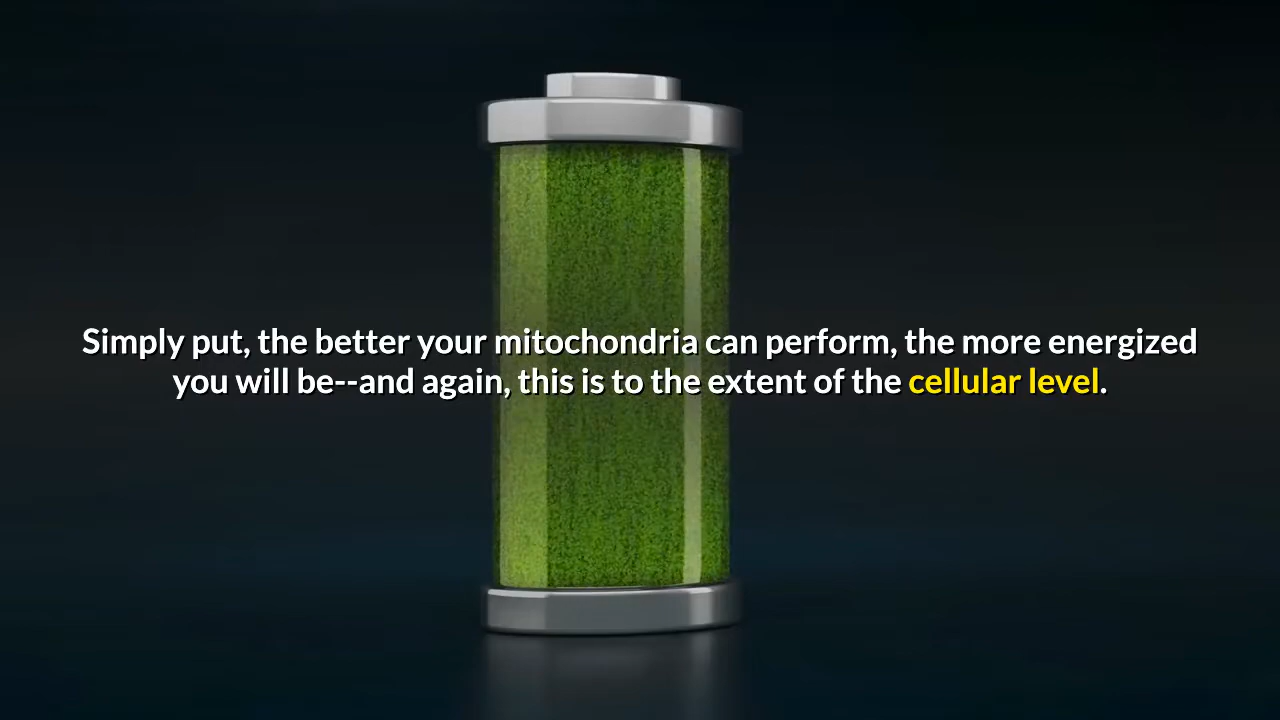 Simply put, the better your mitochondria can perform, the more energized
you will be--and again, this is to the extent of the cellular level.